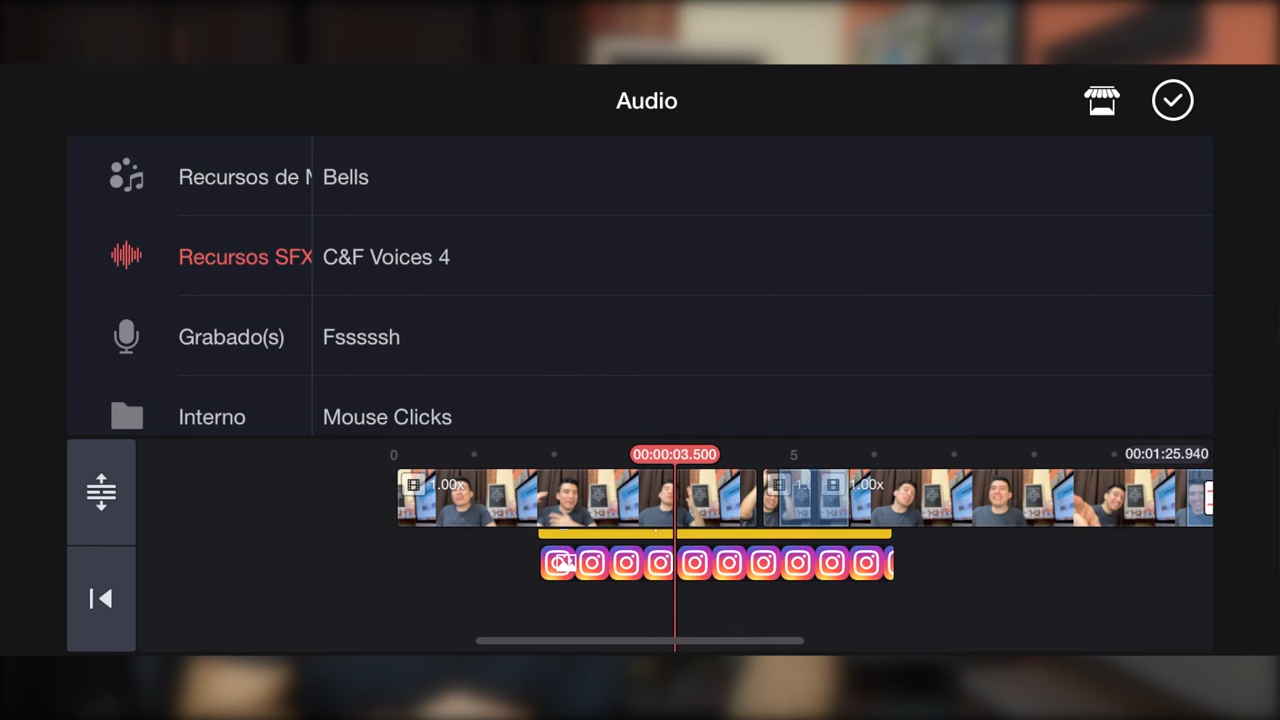 Audio
Recursos de M
Bells
Recursos SFX
C&F Voices 4
Grabado(s)
Fsssssh
Interno
Mouse Clicks
0
00:00:03.500
5
00:01:25.940
1.00x
1.00x